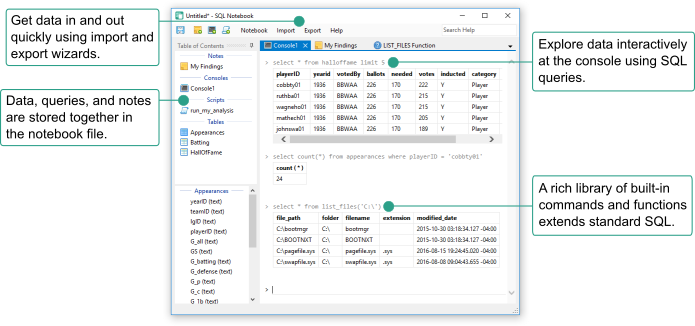 Get data in and out
quickly using import and
export wizards.
Data, queries, and notes
are stored together in
the notebook file.
Untitled* - SQL Notebook
Notebook Import Export Help
Search Help
Table of Contents
Notes
My Findings
Consoles
Console1
Scripts
run_my_analysis
Tables
Appearances
Batting
HallOfFame
Appearances
yearID (text)
teamID (text)
lgID (text)
playerID (text)
G_all (text)
GS (text)
G_batting (text)
G_defense (text)
G_p (text)
G_c (text)
G_1b (text)
Console1 My Findings LIST_FILES Function
> select * from halloffame limit 5
playerID yearid votedBy ballots needed votes inducted category
cobbty01 1936 BBWAA 226 170 222 Y Player
ruthba01 1936 BBWAA 226 170 215 Y Player
wagneho01 1936 BBWAA 226 170 215 Y Player
mathech01 1936 BBWAA 226 170 205 Y Player
johnswa01 1936 BBWAA 226 170 189 Y Player
> select count(*) from appearances where playerID = 'cobbty01'
count (*)
24
> select * from list_files('C:\')
file_path folder filename extension modified_date
C:\bootmgr C:\ bootmgr 2015-10-30 03:18:34.127 -04:00
C:\BOOTNXT C:\ BOOTNXT 2015-10-30 03:18:34.127 -04:00
C:\pagefile.sys C:\ pagefile.sys .sys 2016-08-15 19:24:45.020 -04:00
C:\swapfile.sys C:\ swapfile.sys .sys 2016-08-08 09:04:43.655 -04:00
>
Explore data interactively
at the console using SQL
queries.
A rich library of built-in
commands and functions
extends standard SQL.